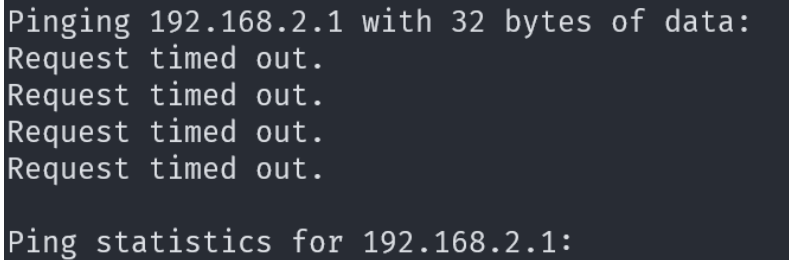 Pinging 192.168.2.1 with 32 bytes of data:
Request timed out.
Request timed out.
Request timed out.
Request timed out.
Ping statistics for 192.168.2.1: